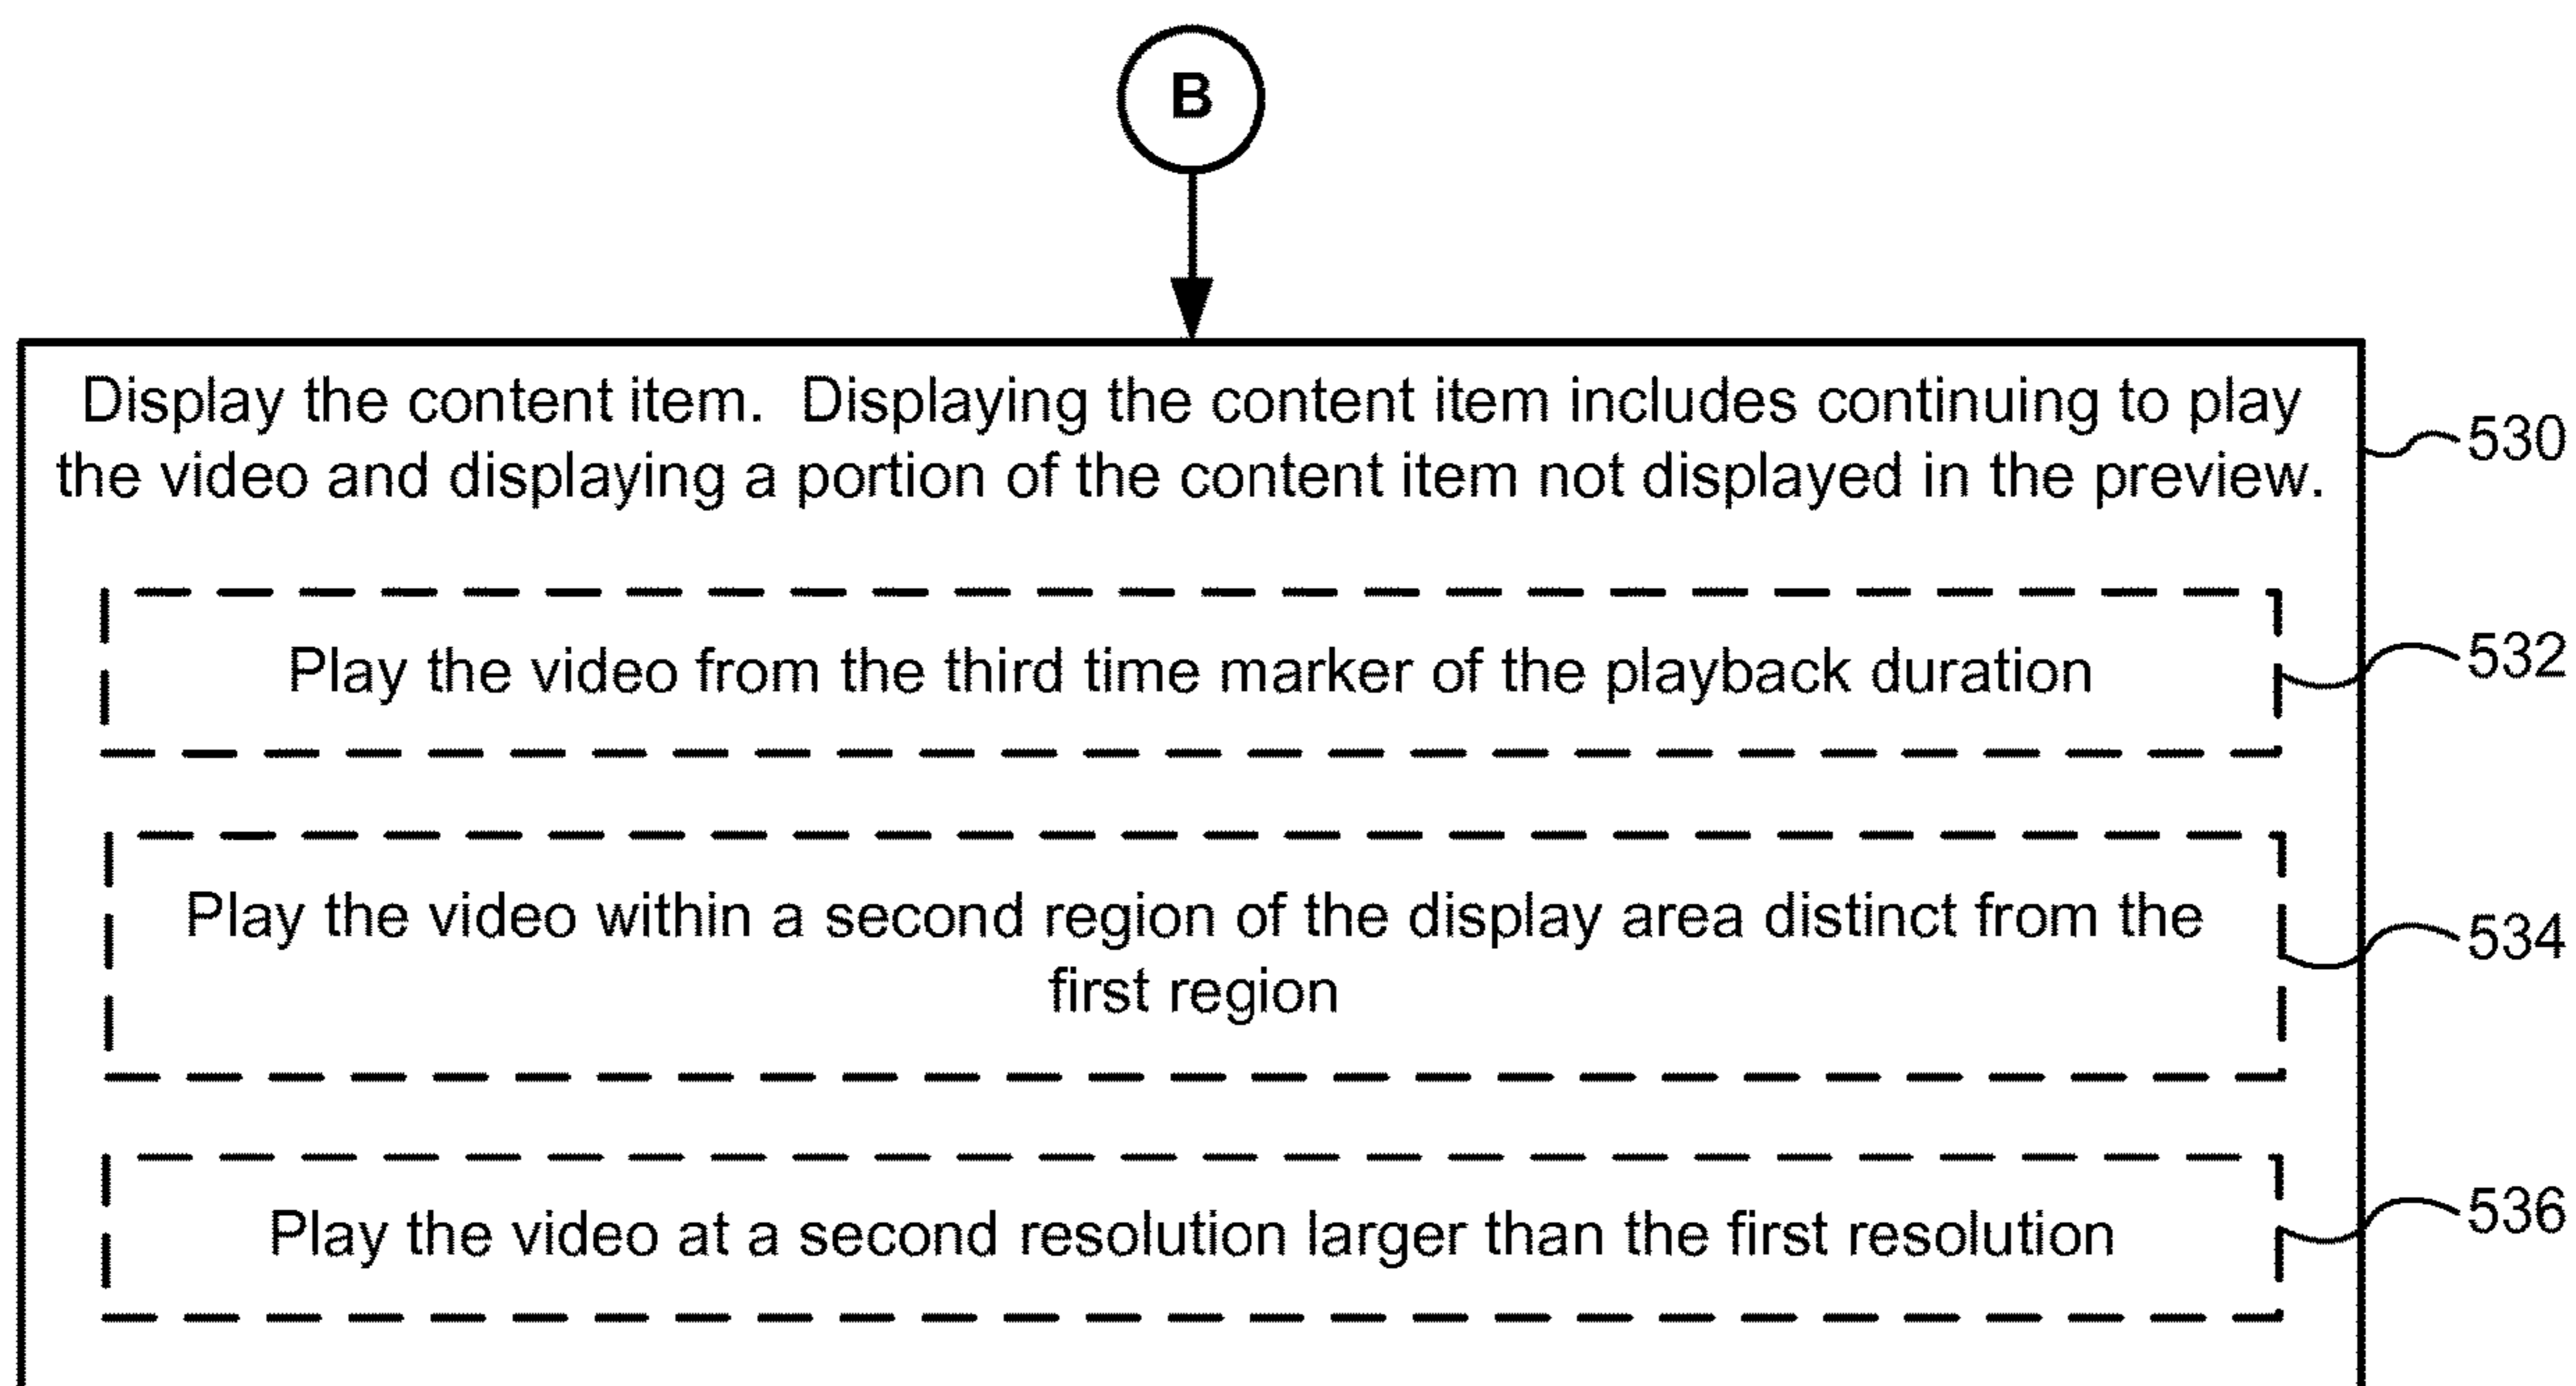 B
Display the content item.  Displaying the content item includes continuing to play
the video and displaying a portion of the content item not displayed in the preview.
530
Play the video from the third time marker of the playback duration
532
Play the video within a second region of the display area distinct from the
first region
534
Play the video at a second resolution larger than the first resolution
536